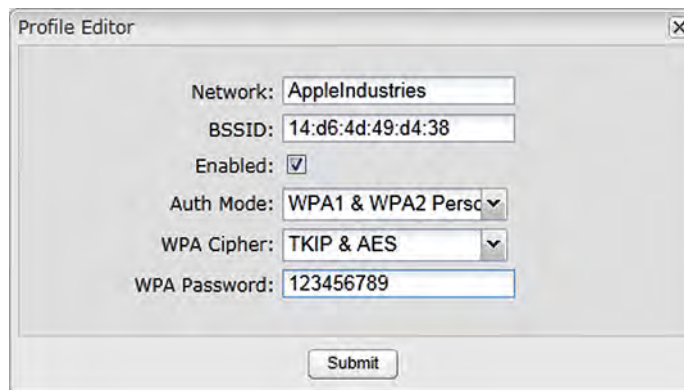 Profile Editor
Network: AppleIndustries
BSSID: 14:d6:4d:49:d4:38
Enabled:
Auth Mode: WPA1 & WPA2 Persc
WPA Cipher: TKIP & AES
WPA Password: 123456789
Submit